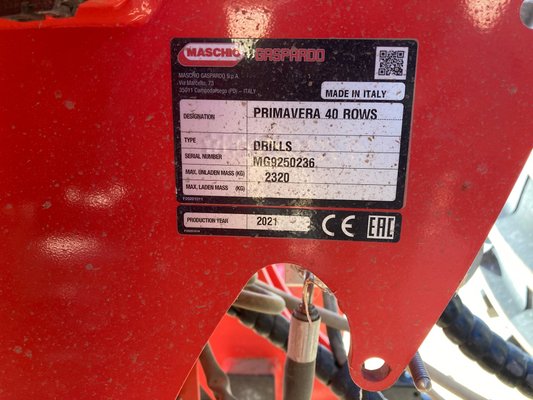 MASCHIO GASPARDO
MASCHIO GASPARDO S.p.A.
Via Marcello, 73
35011 Campodarsego (PD) - ITALY
MADE IN ITALY
DESIGNATION PRIMAVERA 40 ROWS
TYPE DRILLS
SERIAL NUMBER MG9250236
MAX. UNLADEN MASS (KG) 2320
MAX. LADEN MASS (KG)
PRODUCTION YEAR 2021 CE EAC